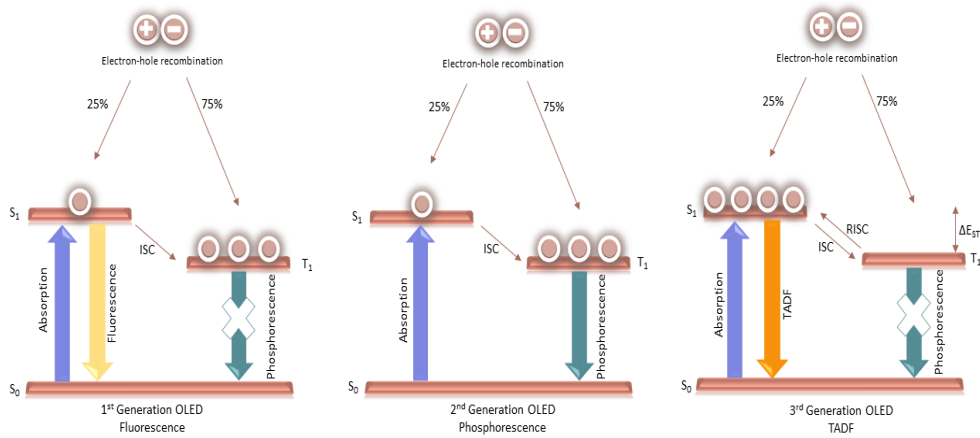 Electron-hole recombination
25%
75%
S1
ISC
T1
Absorption
Fluorescence
Phosphorescence
S0
1st Generation OLED
Fluorescence
Electron-hole recombination
25%
75%
S1
ISC
T1
Absorption
Phosphorescence
S0
2nd Generation OLED
Phosphorescence
Electron-hole recombination
25%
75%
S1
RISC
ISC
ΔEST
T1
Absorption
TADF
Phosphorescence
S0
3rd Generation OLED
TADF